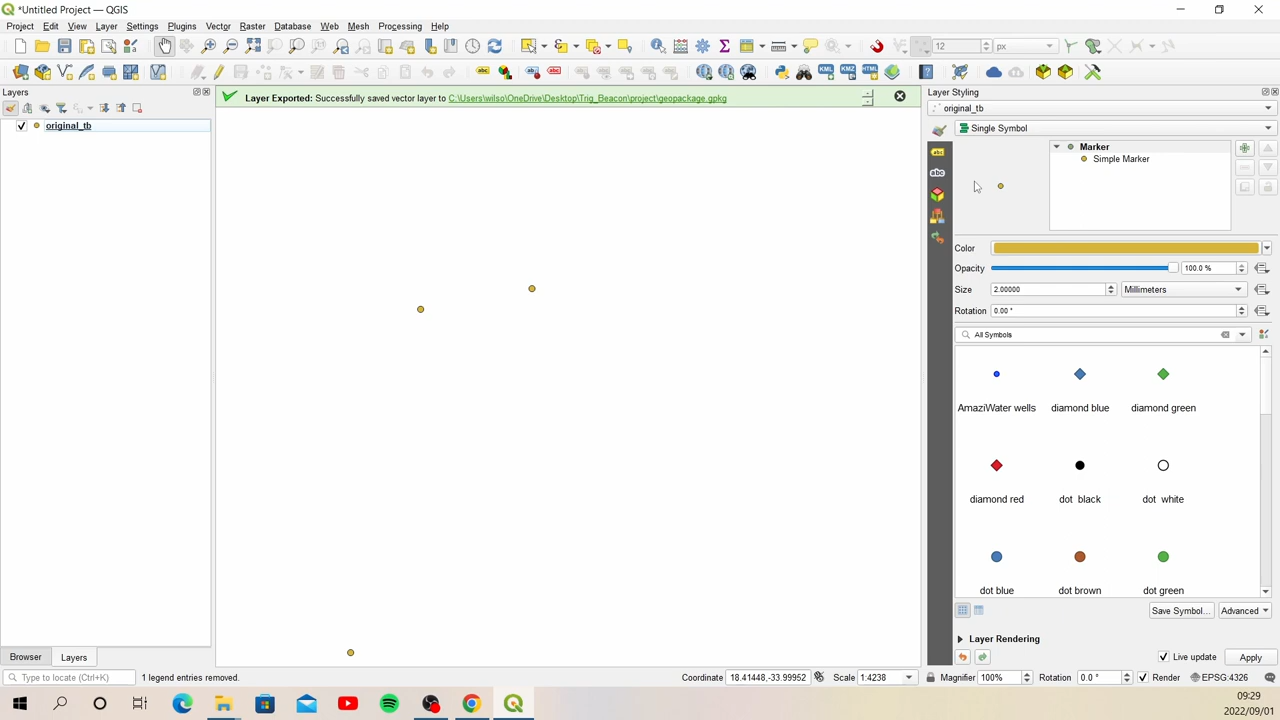 *Untitled Project — QGIS
Project Edit View Layer Settings Plugins Vector Raster Database Web Mesh Processing Help
12 px
Layers
original_tb
Layer Exported: Successfully saved vector layer to C:\Users\wilso\OneDrive\Desktop\Trig_Beacon\project\geopackage.gpkg
Layer Styling
original_tb
Single Symbol
Marker
Simple Marker
Color
Opacity 100.0 %
Size 2.00000 Millimeters
Rotation 0.00 °
All Symbols
AmaziWater wells diamond blue diamond green
diamond red dot black dot white
dot blue dot brown dot green
Save Symbol... Advanced
Layer Rendering
Live update Apply
Browser Layers
Type to locate (Ctrl+K) 1 legend entries removed. Coordinate 18.41448,-33.99952 Scale 1:4238 Magnifier 100% Rotation 0.0 ° Render EPSG:4326
09:29
2022/09/01